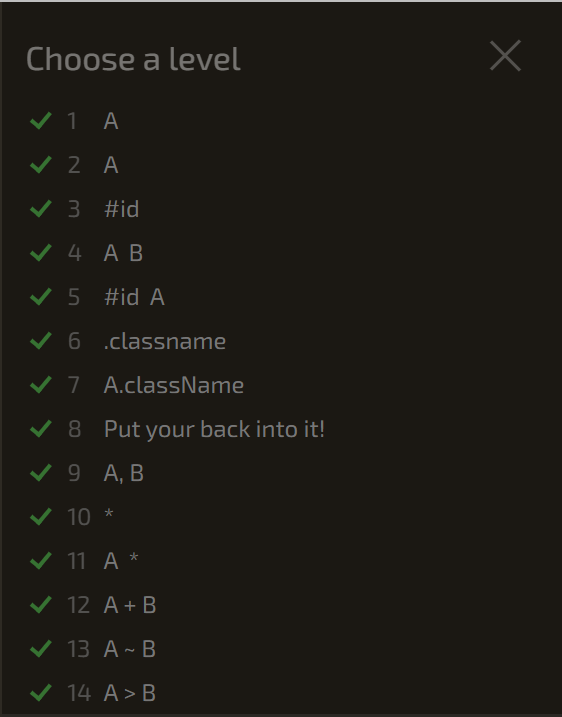 Choose a level
1 A
2 A
3 #id
4 A B
5 #id A
6 .classname
7 A.className
8 Put your back into it!
9 A, B
10 *
11 A *
12 A + B
13 A ~ B
14 A > B